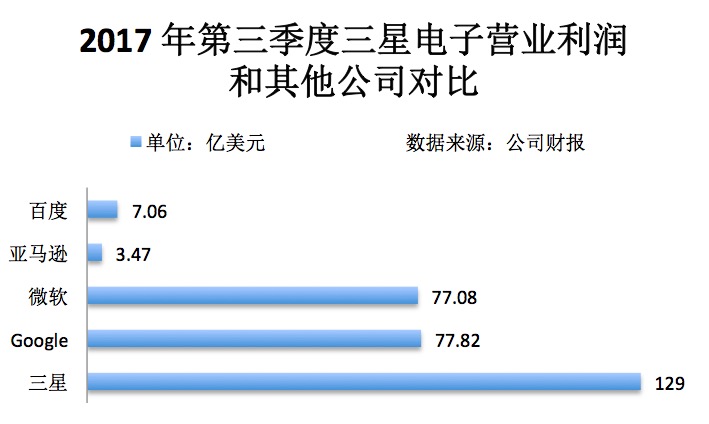 2017 年第三季度三星电子营业利润
和其他公司对比
单位：亿美元 数据来源：公司财报
百度 7.06
亚马逊 3.47
微软 77.08
Google 77.82
三星 129